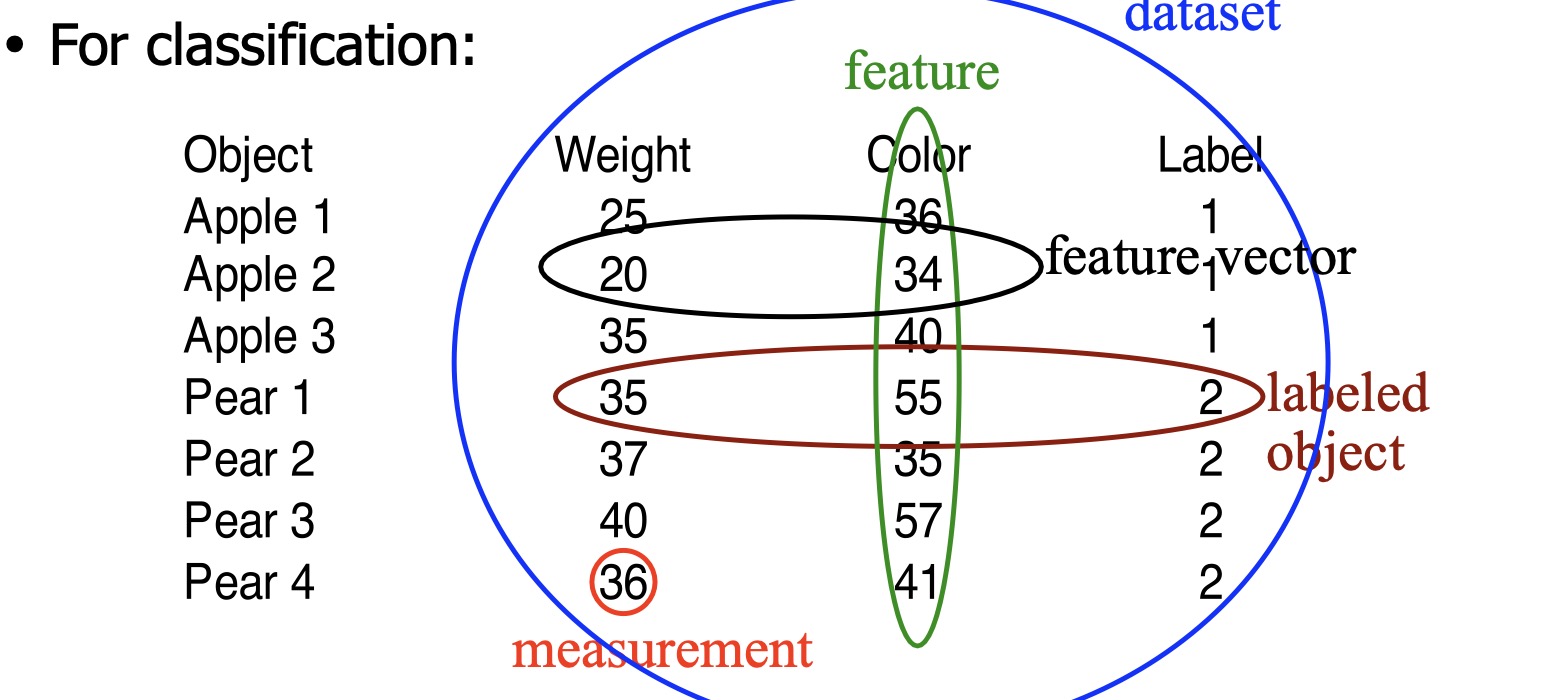 dataset
• For classification:
feature
Object Weight Color Label
Apple 1 25 36 1
feature vector
Apple 2 20 34 1
Apple 3 35 40 1
Pear 1 35 55 2 labeled
Pear 2 37 35 2 object
Pear 3 40 57 2
Pear 4 36 41 2
measurement